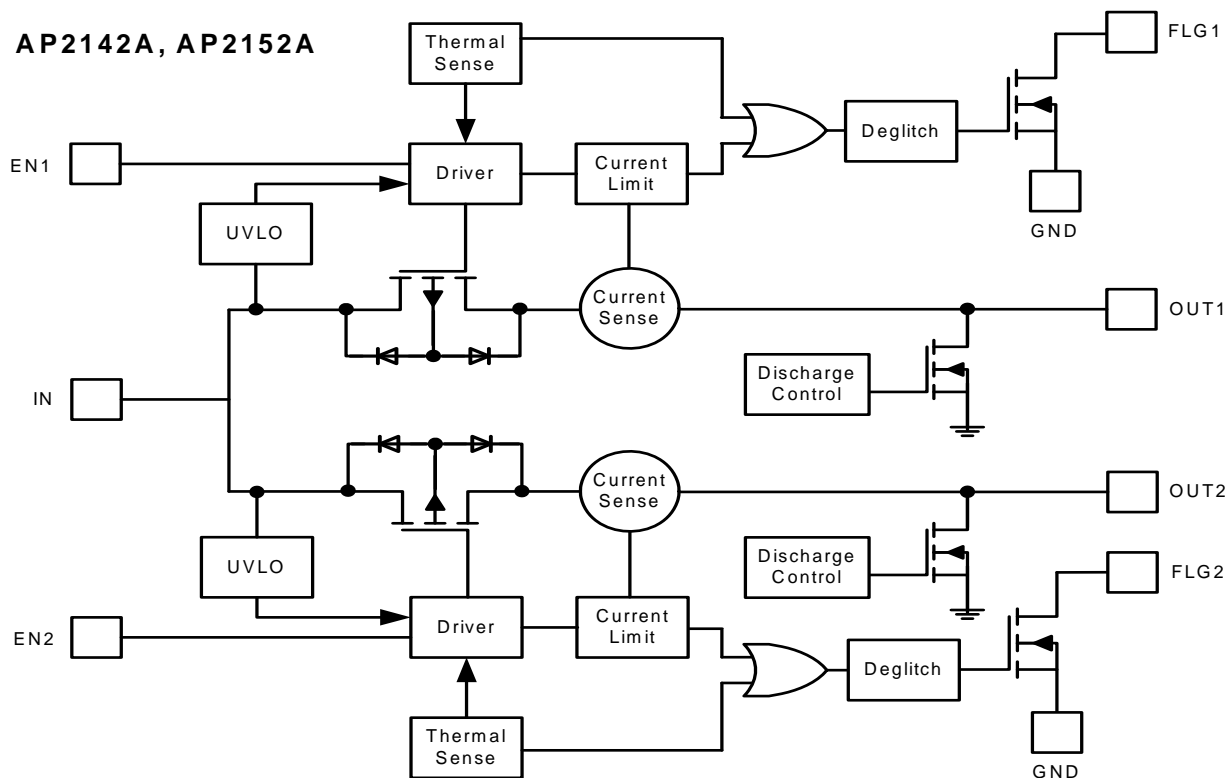 AP2142A, AP2152A
Thermal
Sense
FLG1
Deglitch
EN1
Driver
Current
Limit
GND
UVLO
Current
Sense
OUT1
Discharge
Control
IN
Current
Sense
OUT2
UVLO
Discharge
Control
FLG2
EN2
Driver
Current
Limit
Deglitch
Thermal
Sense
GND